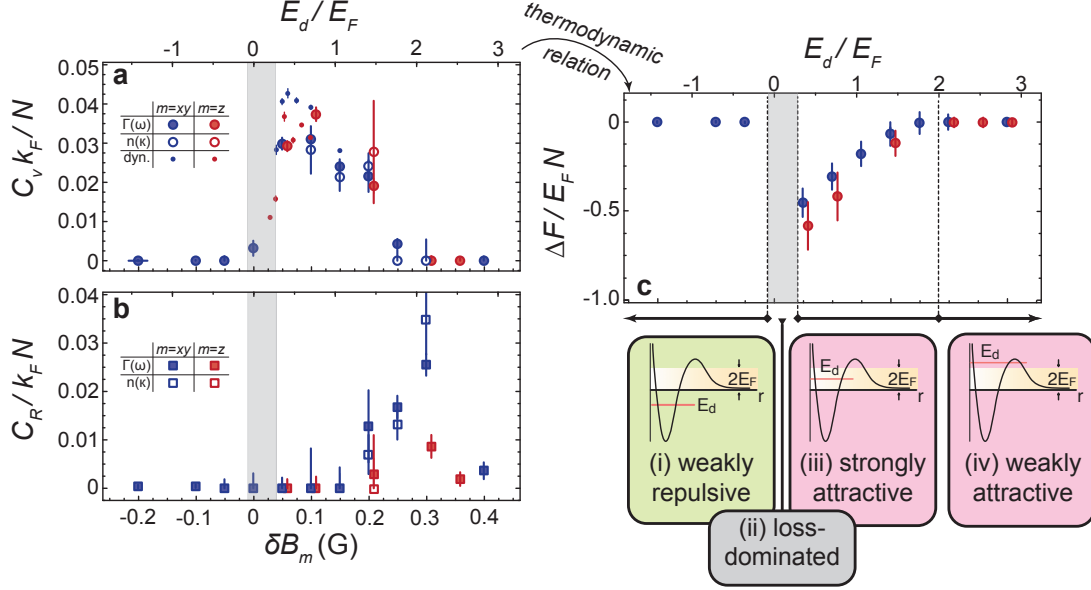 E_d / E_F
-1 0 1 2 3
a
C_v k_F / N
0.05
0.04
0.03
0.02
0.01
0
m=xy m=z
Γ(ω)
n(κ)
dyn.
b
C_R / k_F N
0.04
0.03
0.02
0.01
0
m=xy m=z
Γ(ω)
n(κ)
-0.2 -0.1 0 0.1 0.2 0.3 0.4
δB_m (G)
thermodynamic
relation
E_d / E_F
-1 0 1 2 3
ΔF / E_F N
0
-0.5
-1.0
c
E_d
2E_F
r
(i) weakly
repulsive
(ii) loss-
dominated
E_d
2E_F
r
(iii) strongly
attractive
E_d
2E_F
r
(iv) weakly
attractive